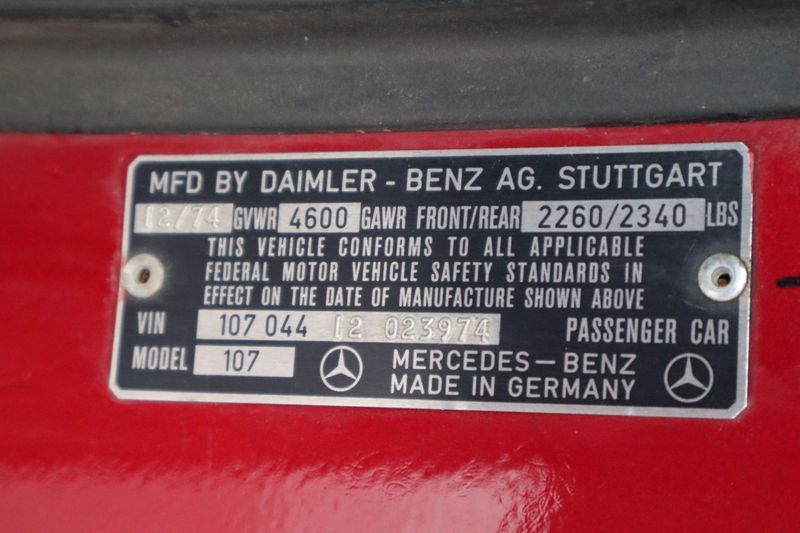 MFD BY DAIMLER - BENZ AG. STUTTGART
12/74 GVWR 4600 GAWR FRONT/REAR 2260/2340 LBS
THIS VEHICLE CONFORMS TO ALL APPLICABLE
FEDERAL MOTOR VEHICLE SAFETY STANDARDS IN
EFFECT ON THE DATE OF MANUFACTURE SHOWN ABOVE
VIN 107 044 12 023974 PASSENGER CAR
MODEL 107 MERCEDES-BENZ
MADE IN GERMANY